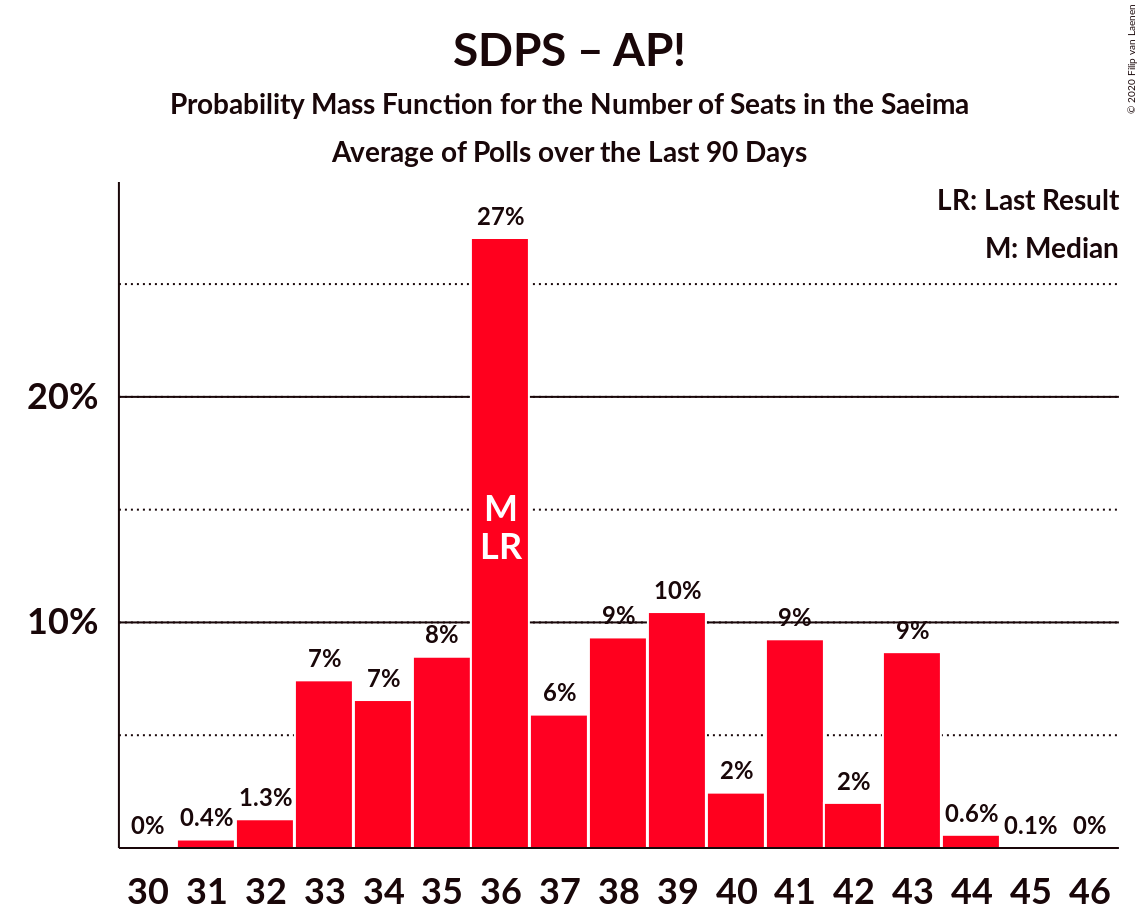 SDPS – AP!
Probability Mass Function for the Number of Seats in the Saeima
Average of Polls over the Last 90 Days
© 2020 Filip van Laenen
LR: Last Result
M: Median
20%
10%
0% 0.4% 1.3% 7% 7% 8% 27% 6% 9% 10% 2% 9% 2% 9% 0.6% 0.1% 0%
M
LR
30 31 32 33 34 35 36 37 38 39 40 41 42 43 44 45 46